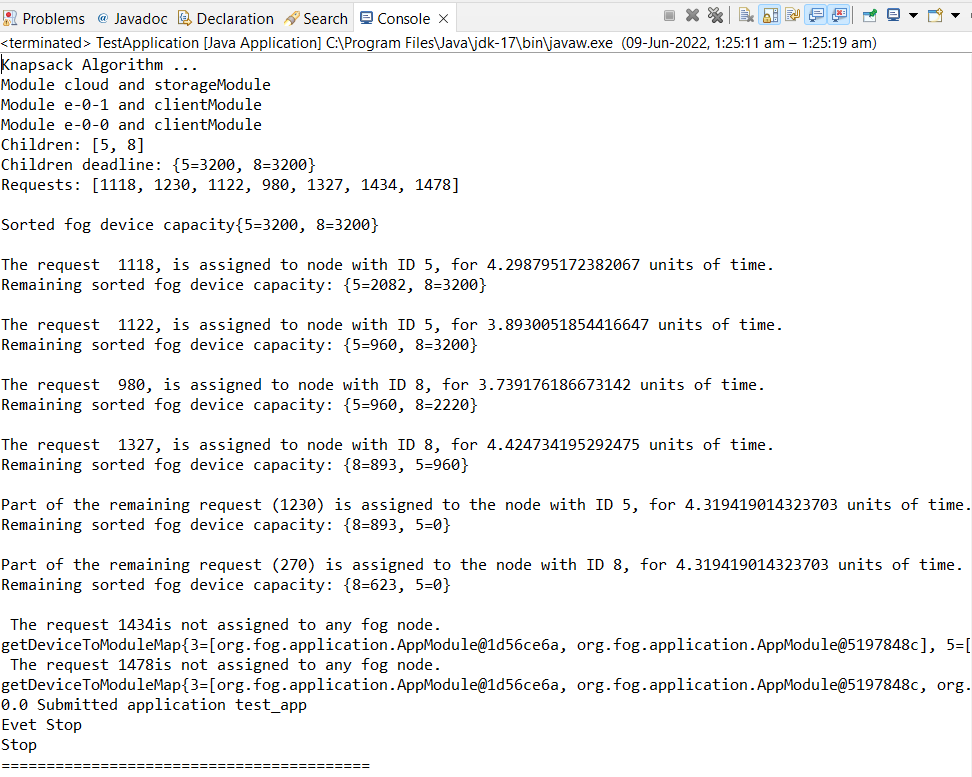 Problems @ Javadoc Declaration Search Console
<terminated> TestApplication [Java Application] C:\Program Files\Java\jdk-17\bin\javaw.exe (09-Jun-2022, 1:25:11 am – 1:25:19 am)
Knapsack Algorithm ...
Module cloud and storageModule
Module e-0-1 and clientModule
Module e-0-0 and clientModule
Children: [5, 8]
Children deadline: {5=3200, 8=3200}
Requests: [1118, 1230, 1122, 980, 1327, 1434, 1478]
Sorted fog device capacity{5=3200, 8=3200}
The request  1118, is assigned to node with ID 5, for 4.298795172382067 units of time.
Remaining sorted fog device capacity: {5=2082, 8=3200}
The request  1122, is assigned to node with ID 5, for 3.8930051854416647 units of time.
Remaining sorted fog device capacity: {5=960, 8=3200}
The request  980, is assigned to node with ID 8, for 3.739176186673142 units of time.
Remaining sorted fog device capacity: {5=960, 8=2220}
The request  1327, is assigned to node with ID 8, for 4.424734195292475 units of time.
Remaining sorted fog device capacity: {8=893, 5=960}
Part of the remaining request (1230) is assigned to the node with ID 5, for 4.319419014323703 units of time.
Remaining sorted fog device capacity: {8=893, 5=0}
Part of the remaining request (270) is assigned to the node with ID 8, for 4.319419014323703 units of time.
Remaining sorted fog device capacity: {8=623, 5=0}
The request 1434is not assigned to any fog node.
getDeviceToModuleMap{3=[org.fog.application.AppModule@1d56ce6a, org.fog.application.AppModule@5197848c], 5=[
The request 1478is not assigned to any fog node.
getDeviceToModuleMap{3=[org.fog.application.AppModule@1d56ce6a, org.fog.application.AppModule@5197848c, org.
0.0 Submitted application test_app
Evet Stop
Stop
=========================================